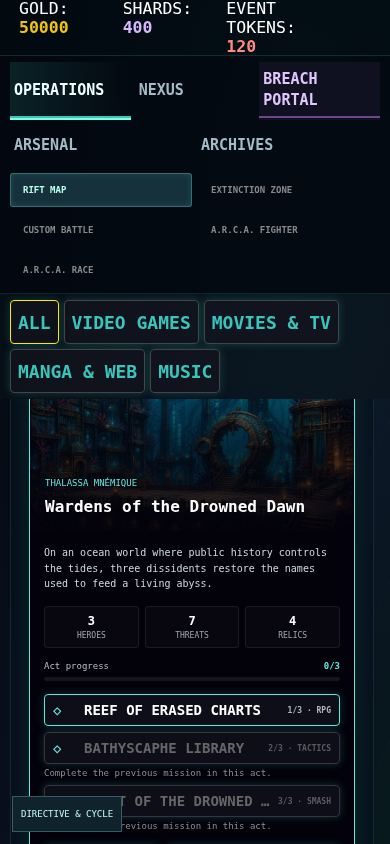 GOLD:
50000
SHARDS:
400
EVENT
TOKENS:
120
OPERATIONS
NEXUS
BREACH
PORTAL
ARSENAL
ARCHIVES
RIFT MAP
EXTINCTION ZONE
CUSTOM BATTLE
A.R.C.A. FIGHTER
A.R.C.A. RACE
ALL
VIDEO GAMES
MOVIES & TV
MANGA & WEB
MUSIC
THALASSA MNÉMIQUE
Wardens of the Drowned Dawn
On an ocean world where public history controls
the tides, three dissidents restore the names
used to feed a living abyss.
3
HEROES
7
THREATS
4
RELICS
Act progress
0/3
◇ REEF OF ERASED CHARTS 1/3 · RPG
◇ BATHYSCAPHE LIBRARY 2/3 · TACTICS
Complete the previous mission in this act.
T OF THE DROWNED … 3/3 · SMASH
revious mission in this act.
DIRECTIVE & CYCLE